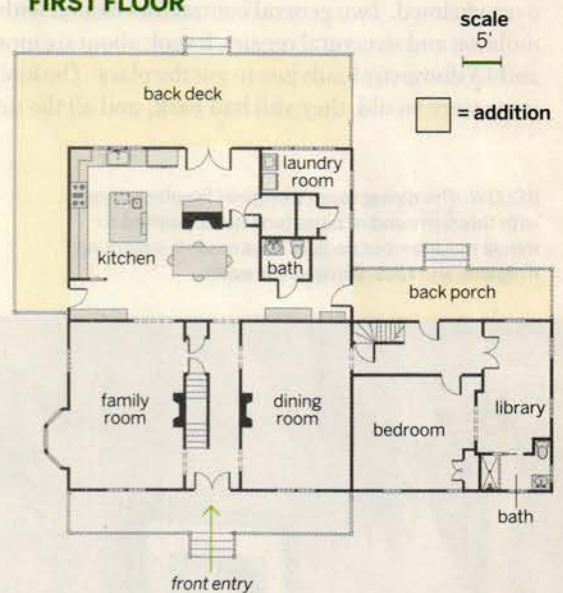 FIRST FLOOR
scale
5'
= addition
back deck
laundry
room
kitchen
bath
back porch
family
room
dining
room
bedroom
library
bath
front entry